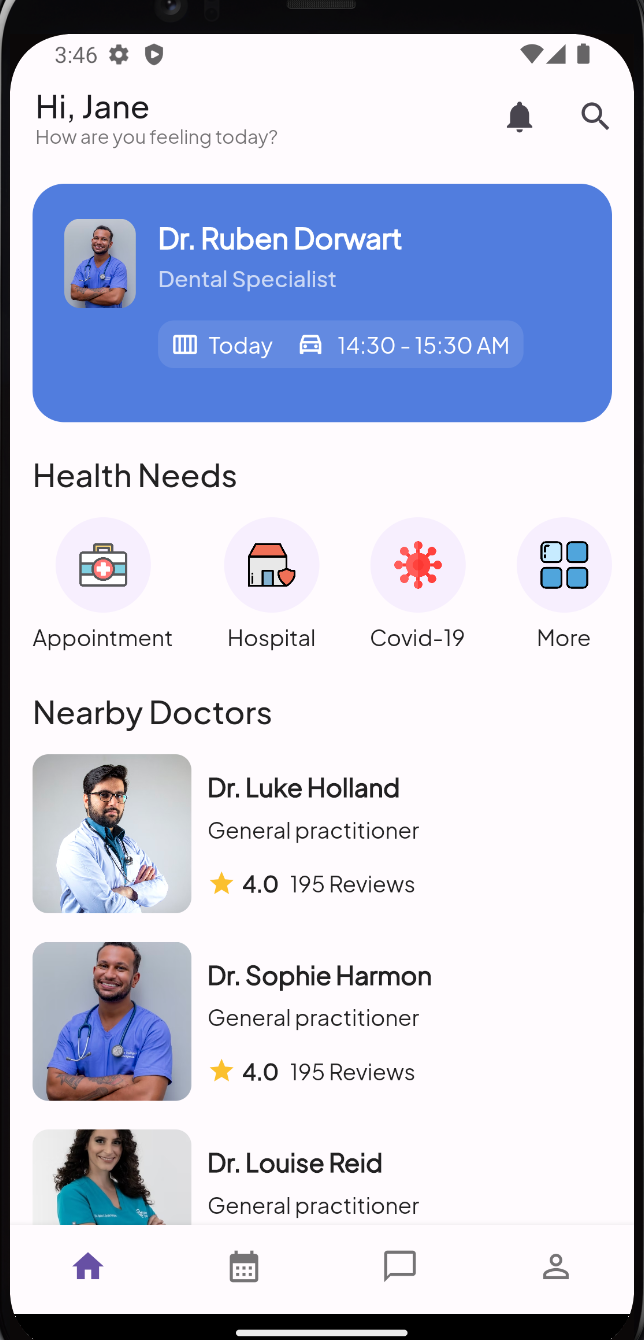 3:46
Hi, Jane
How are you feeling today?
Dr. Ruben Dorwart
Dental Specialist
Today 14:30 - 15:30 AM
Health Needs
Appointment Hospital Covid-19 More
Nearby Doctors
Dr. Luke Holland
General practitioner
4.0 195 Reviews
Dr. Sophie Harmon
General practitioner
4.0 195 Reviews
Dr. Louise Reid
General practitioner